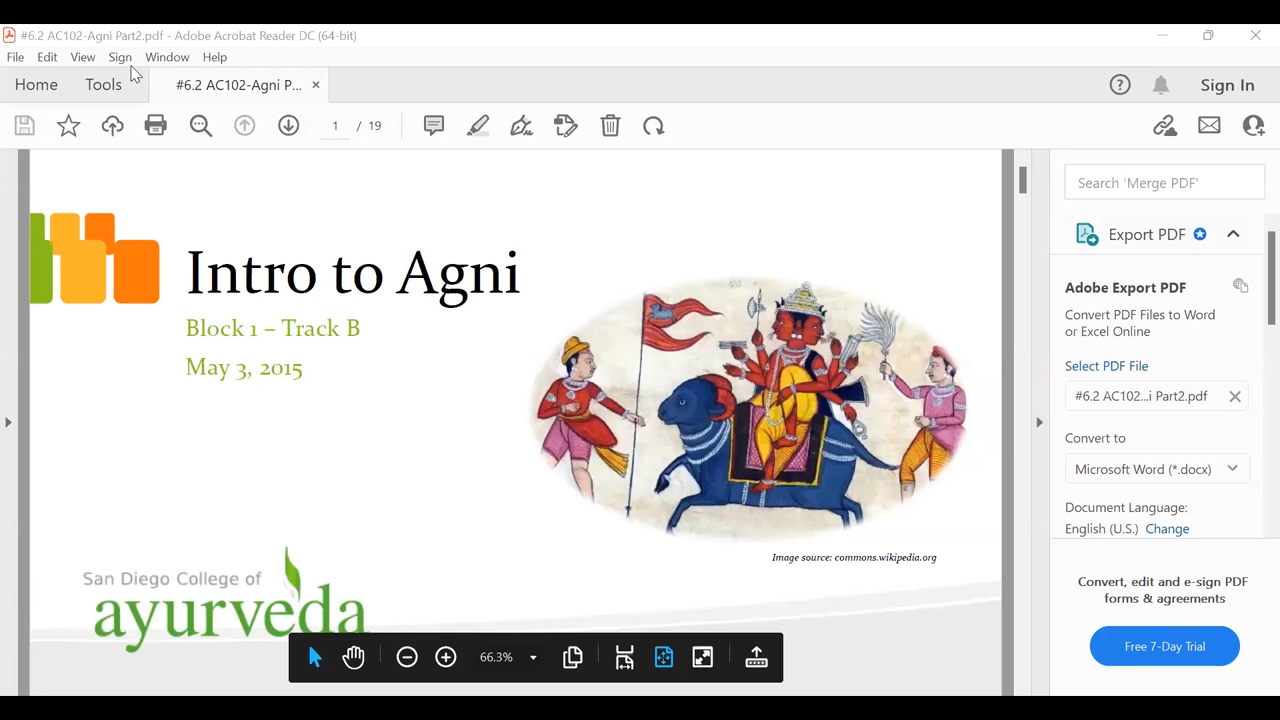 #6.2 AC102-Agni Part2.pdf - Adobe Acrobat Reader DC (64-bit)
File Edit View Sign Window Help
Home Tools #6.2 AC102-Agni P... Sign In
1 / 19
Search 'Merge PDF'
Export PDF
Adobe Export PDF
Convert PDF Files to Word
or Excel Online
Select PDF File
#6.2 AC102...i Part2.pdf
Convert to
Microsoft Word (*.docx)
Document Language:
English (U.S.) Change
Convert, edit and e-sign PDF
forms & agreements
Free 7-Day Trial
Intro to Agni
Block 1 – Track B
May 3, 2015
Image source: commons.wikipedia.org
San Diego College of
ayurveda
66.3%